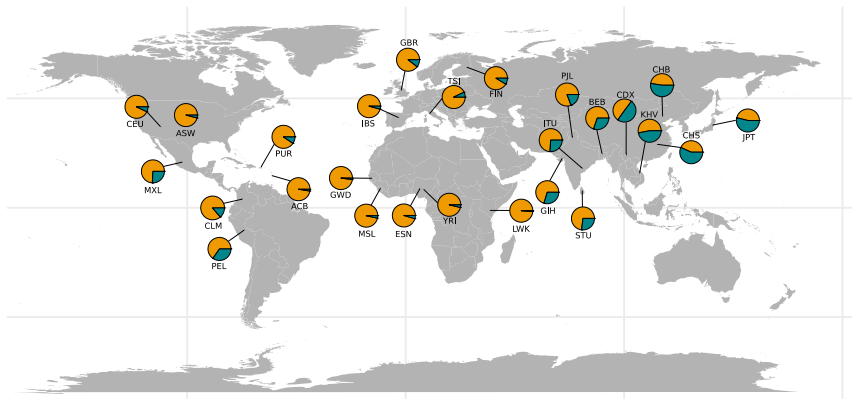 GBR
TSI
FIN
PJL
CHB
CDX
BEB
CEU
ASW
IBS
KHV
JPT
ITU
CHS
PUR
MXL
GWD
ACB
CLM
MSL
ESN
YRI
LWK
GIH
STU
PEL